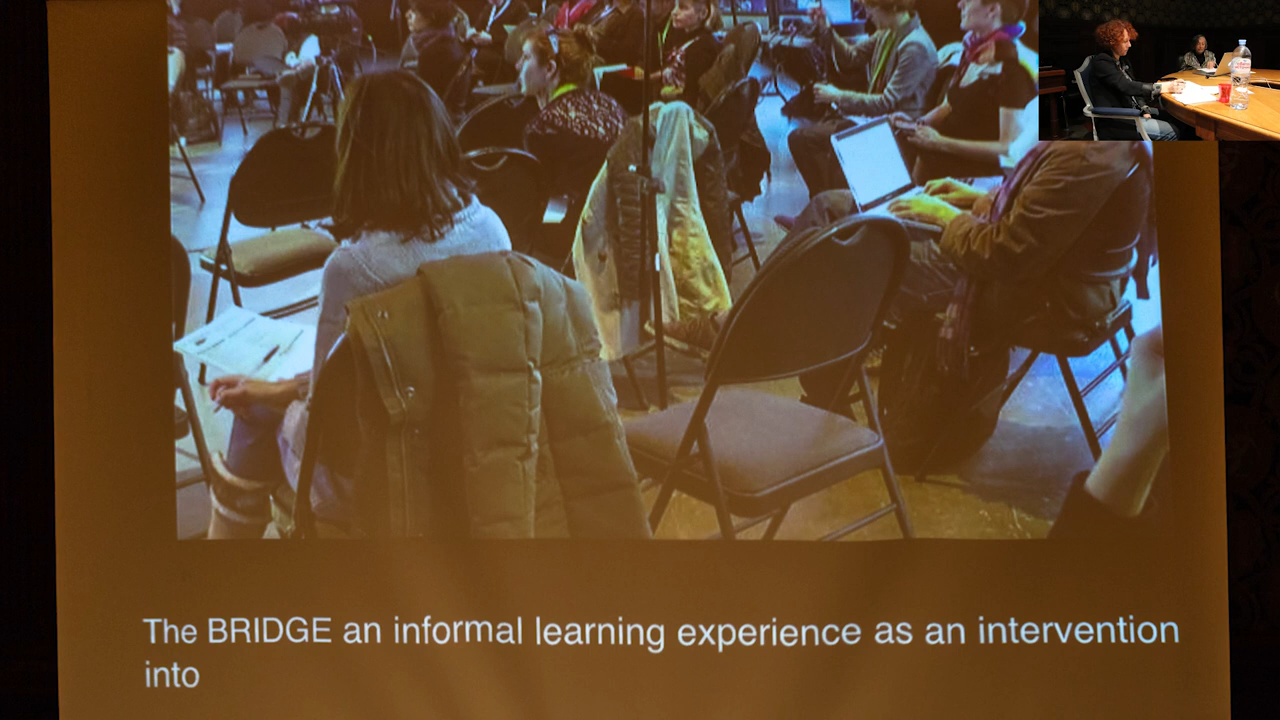 The BRIDGE an informal learning experience as an intervention
into